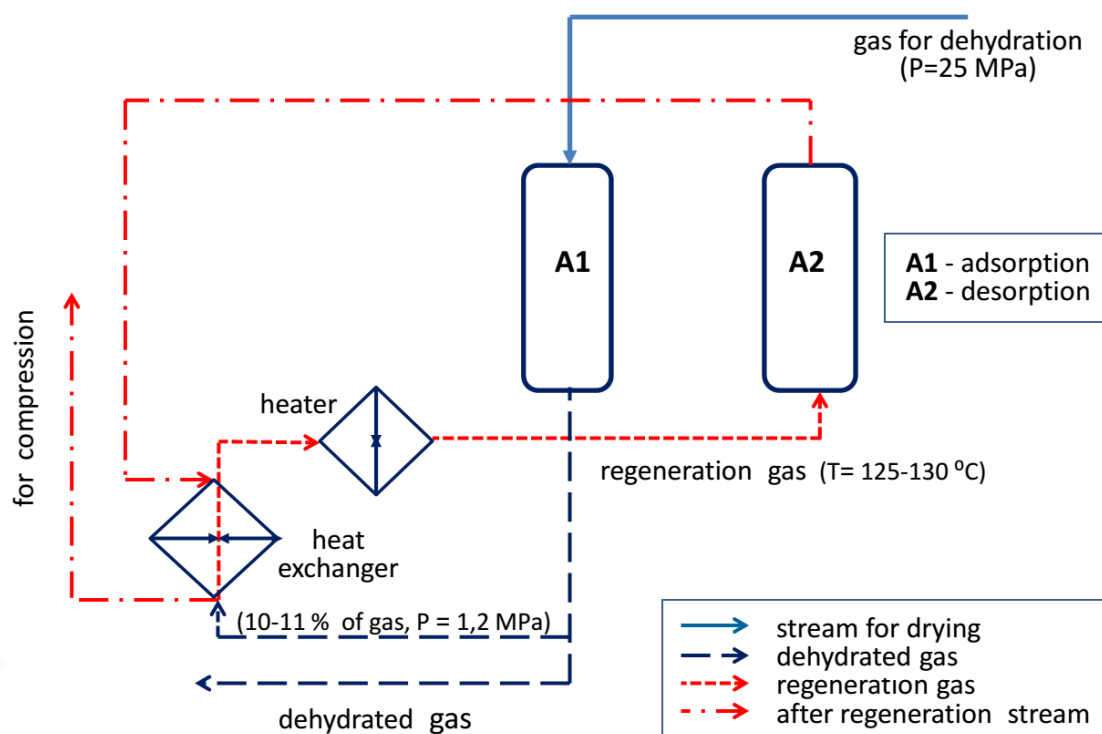 gas for dehydration
(P=25 MPa)
A1
A2
A1 - adsorption
A2 - desorption
for compression
heater
regeneration gas (T= 125-130 ⁰C)
heat
exchanger
(10-11 % of gas, P = 1,2 MPa)
dehydrated gas
stream for drying
dehydrated gas
regeneration gas
after regeneration stream